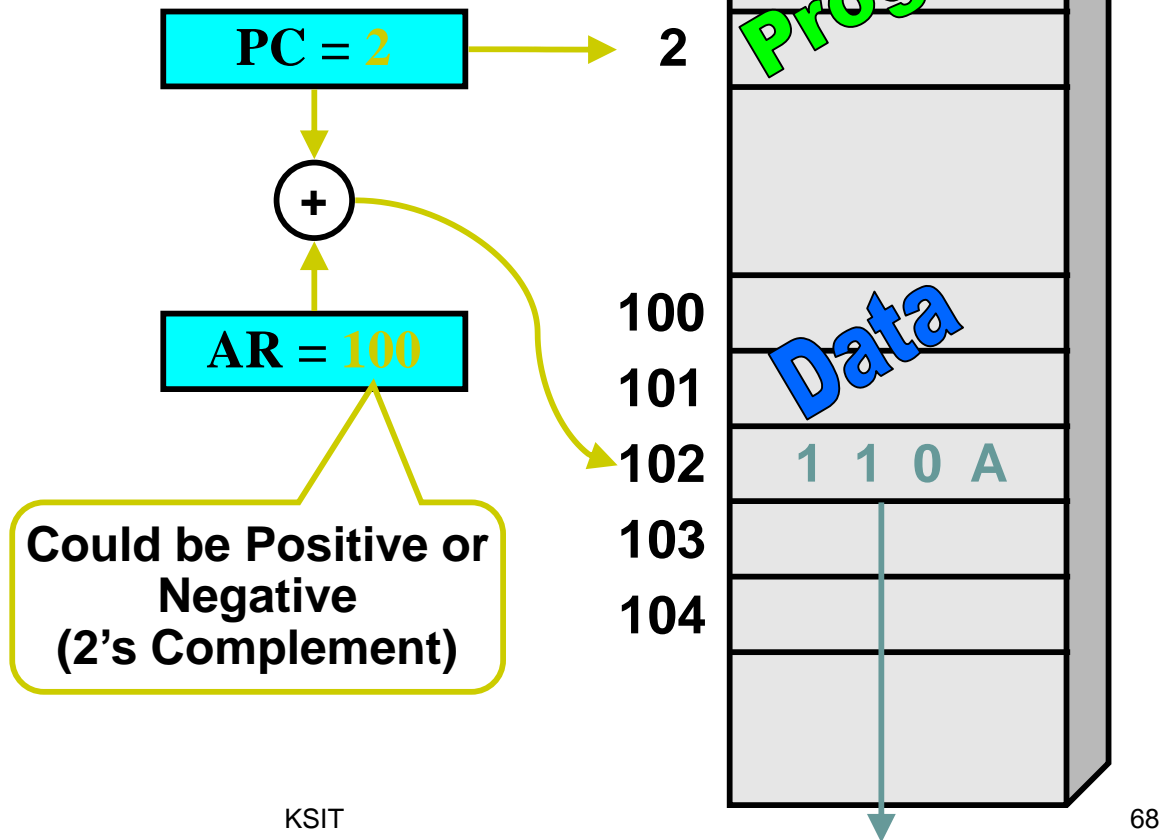 PC = 2
2
+
100
AR = 100
Data
101
102
1 1 0 A
Could be Positive or
Negative
(2's Complement)
103
104
KSIT
68